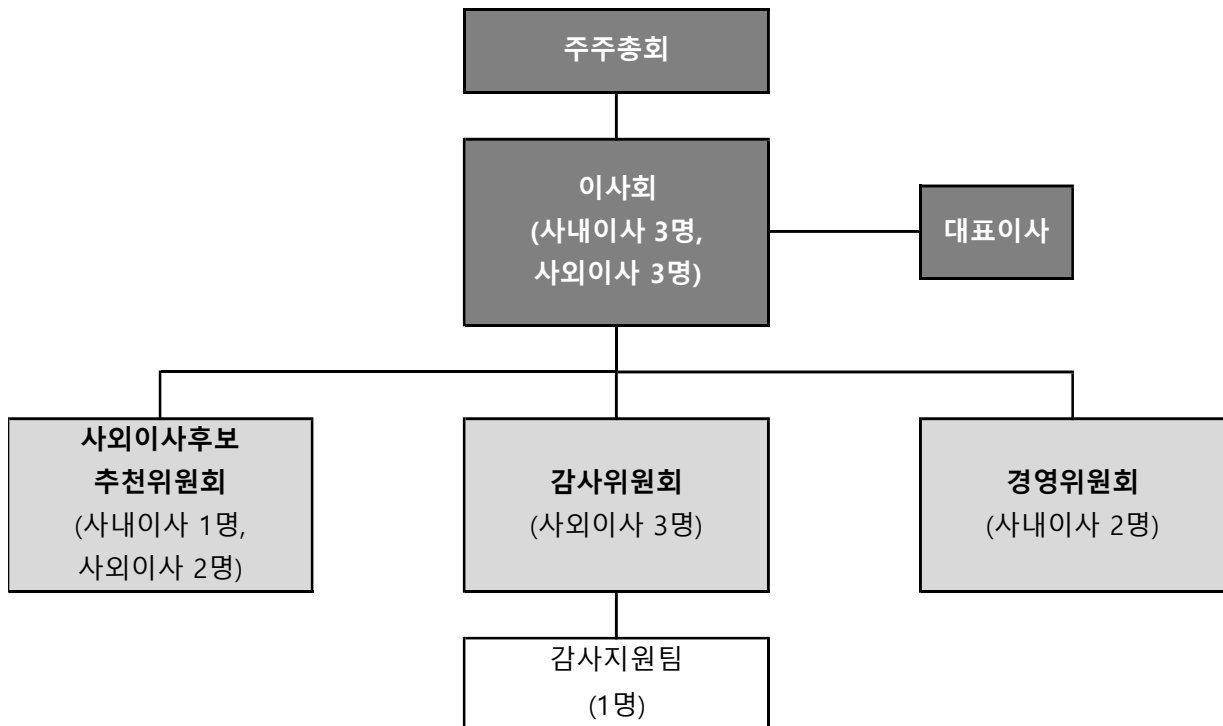 주주총회
이사회
(사내이사 3명,
사외이사 3명)
대표이사
사외이사후보
추천위원회
(사내이사 1명,
사외이사 2명)
감사위원회
(사외이사 3명)
경영위원회
(사내이사 2명)
감사지원팀
(1명)